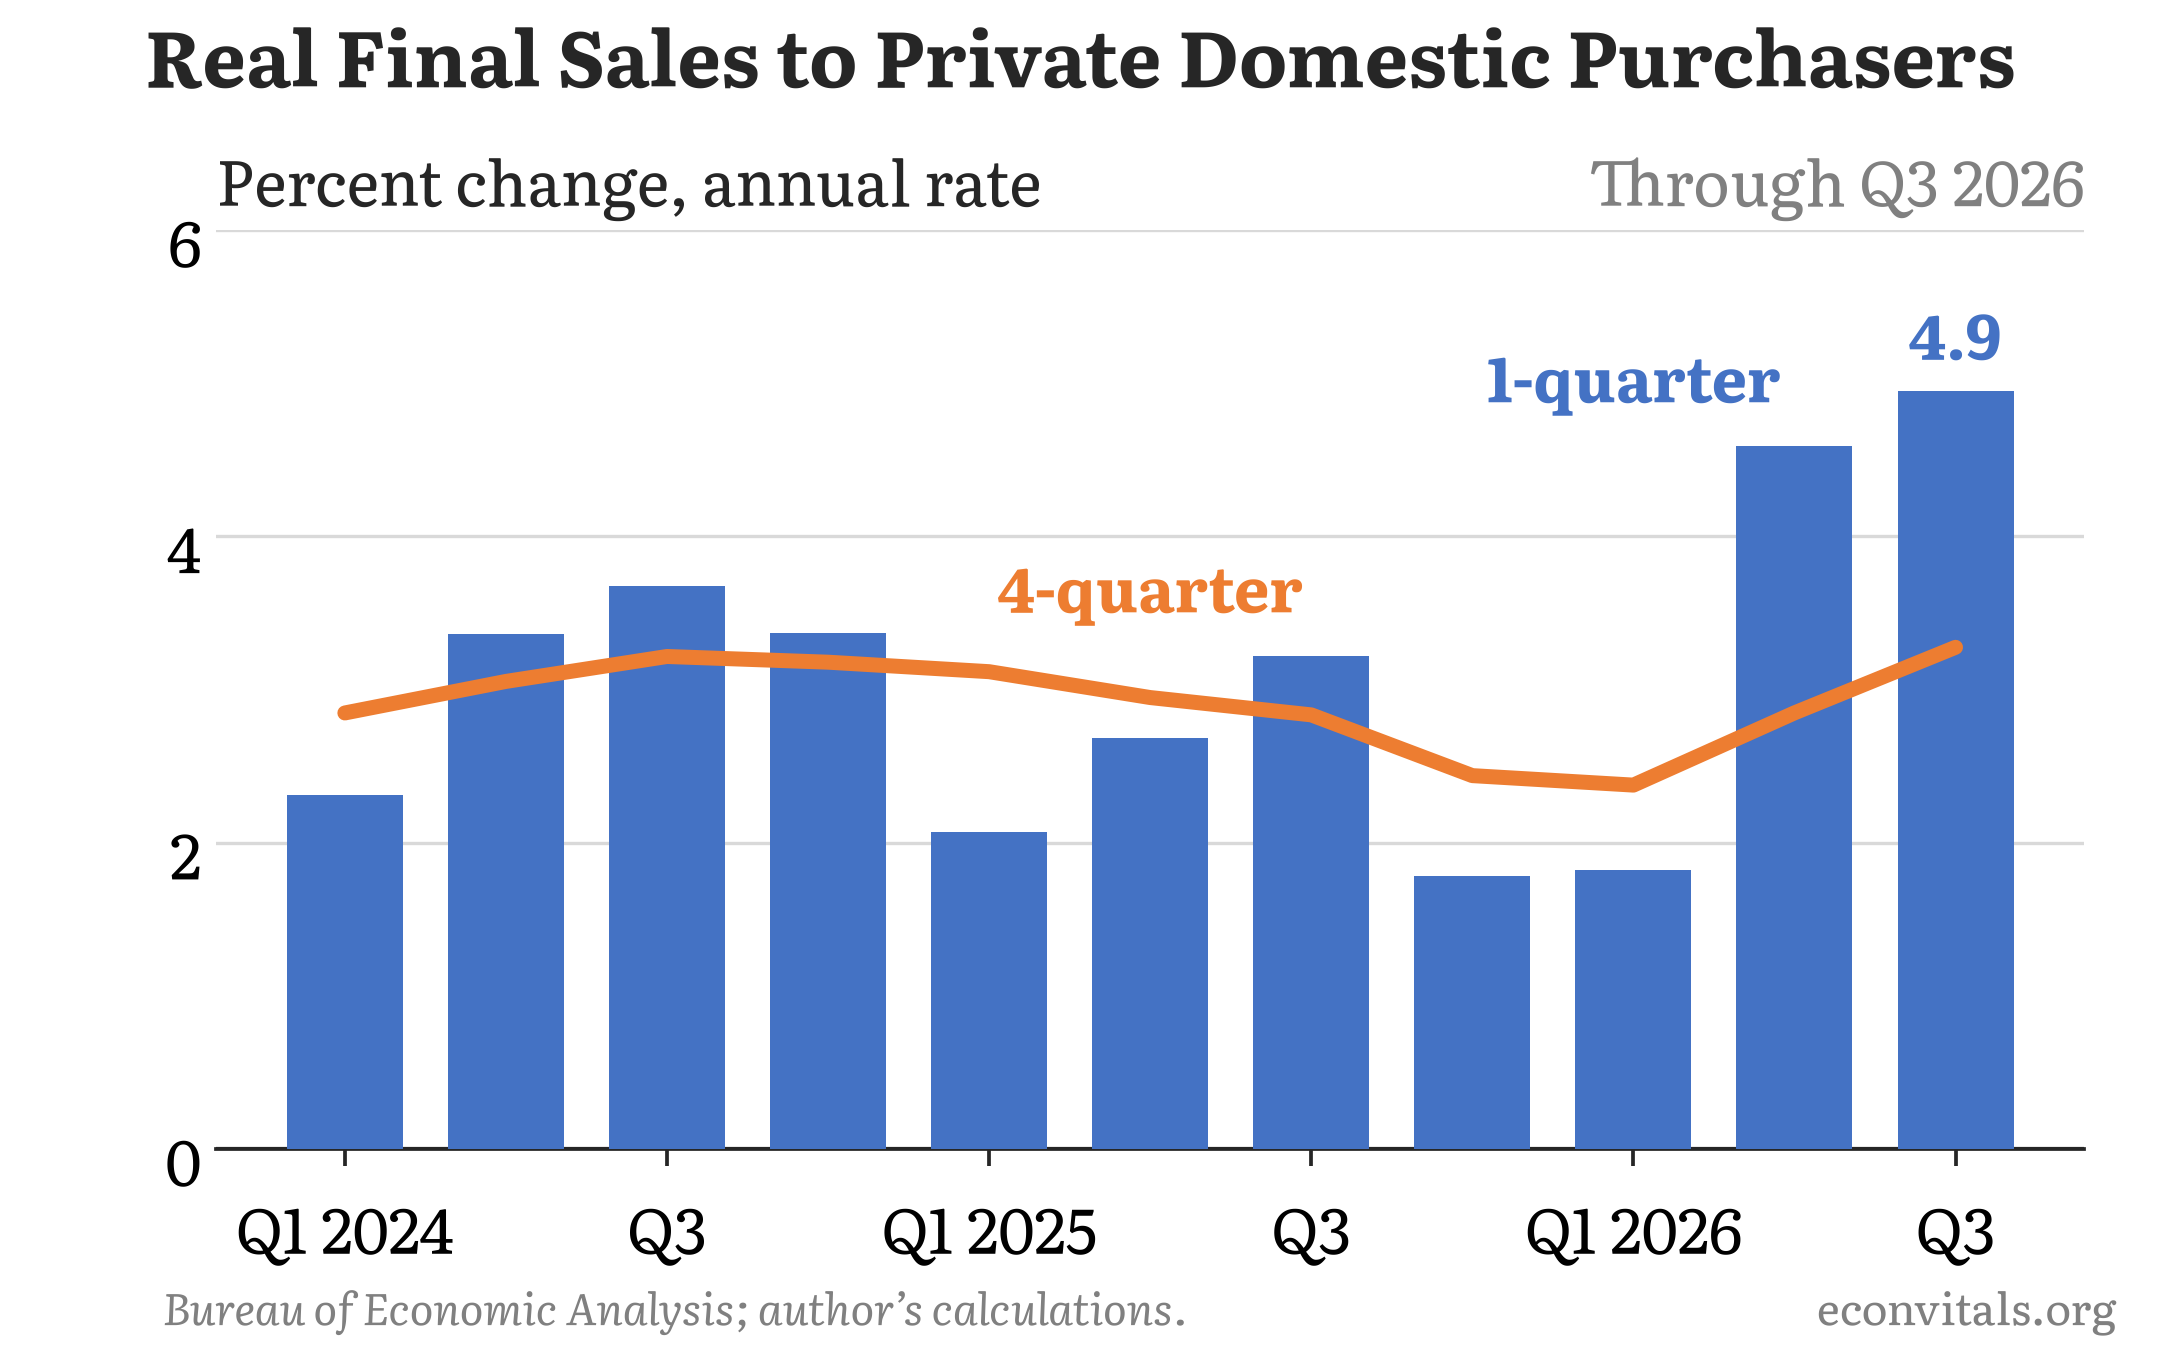 Real Final Sales to Private Domestic Purchasers
Percent change, annual rate
Through Q3 2026
6
4.9
1-quarter
4
4-quarter
2
0
Q1 2024
Q3
Q1 2025
Q3
Q1 2026
Q3
Bureau of Economic Analysis; author’s calculations.
econvitals.org